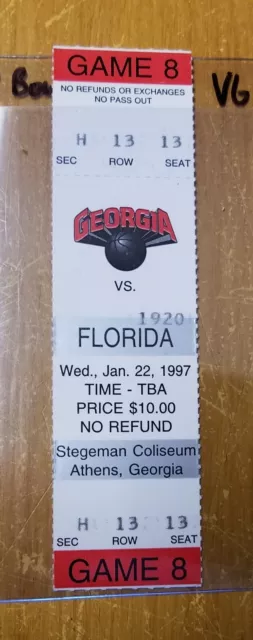 GAME 8
Bow
VG
NO REFUNDS OR EXCHANGES
NO PASS OUT
H 13 13
SEC ROW SEAT
GEORGIA
VS.
1920
FLORIDA
Wed., Jan. 22, 1997
TIME - TBA
PRICE $10.00
NO REFUND
Stegeman Coliseum
Athens, Georgia
H 13 13
SEC ROW SEAT
GAME 8